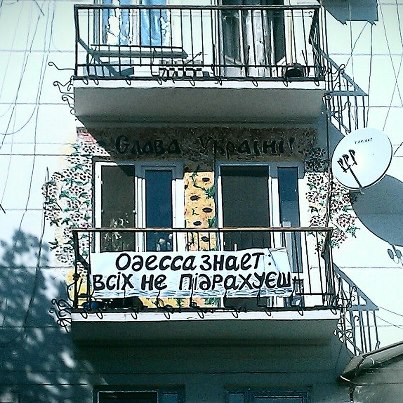 Слава Україні!
Одесса знает:
всіх не підрахуєш